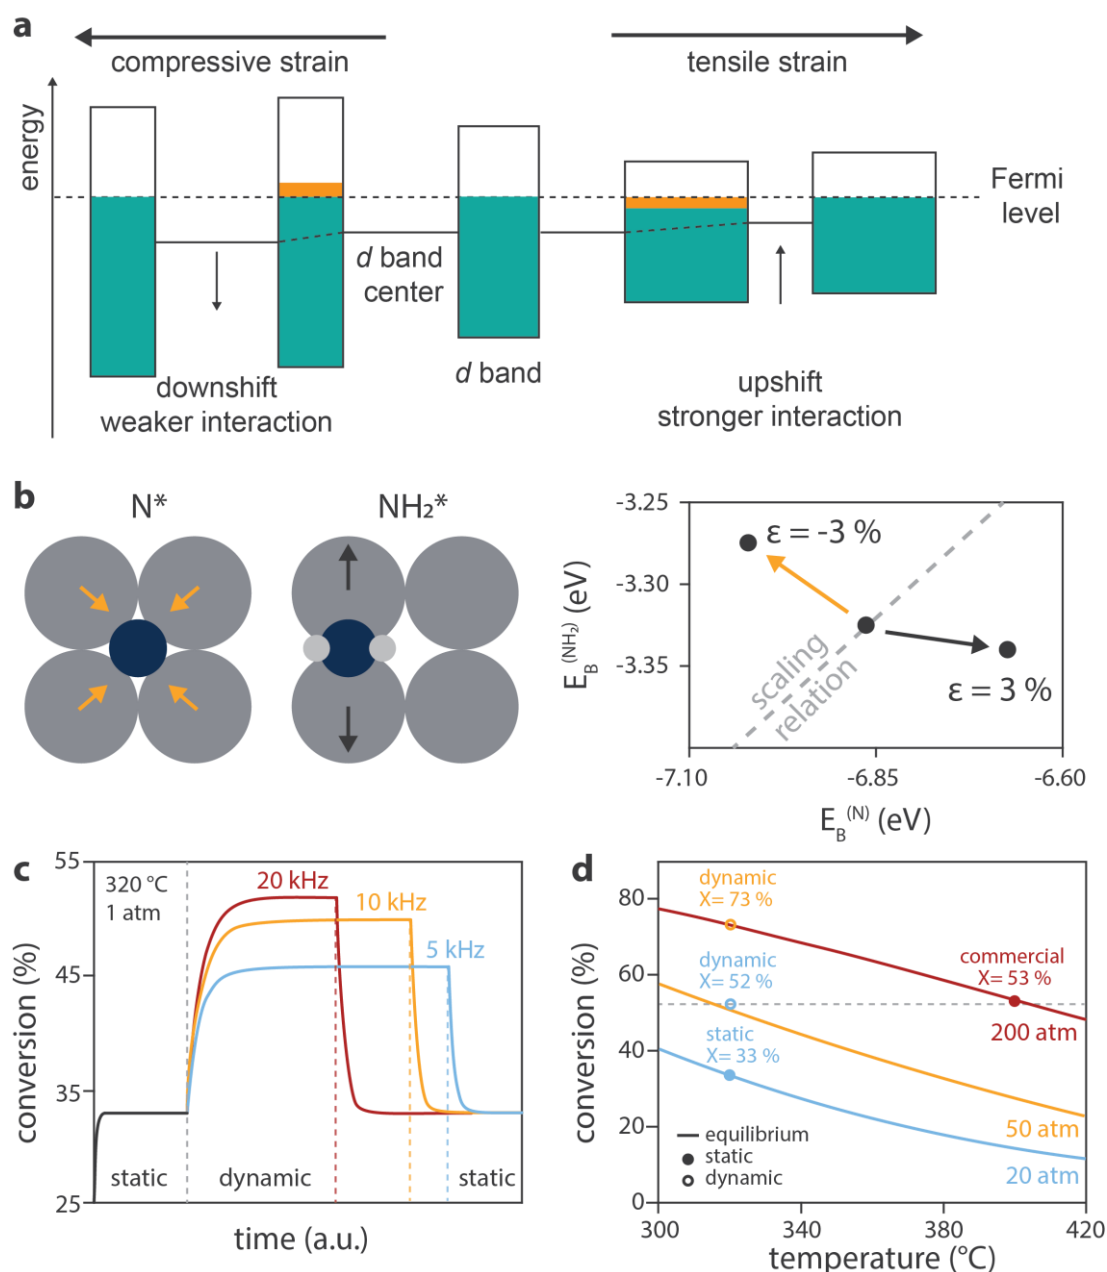 a
compressive strain
tensile strain
energy
Fermi
level
d band
center
d band
downshift
weaker interaction
upshift
stronger interaction
b
N*
NH₂*
-3.25
-3.30
-3.35
E_B^(NH₂) (eV)
ε = -3 %
ε = 3 %
scaling
relation
-7.10
-6.85
-6.60
E_B^(N) (eV)
c
55
45
35
25
conversion (%)
320 °C
1 atm
20 kHz
10 kHz
5 kHz
static
dynamic
static
time (a.u.)
d
80
60
40
20
0
conversion (%)
dynamic
X= 73 %
dynamic
X= 52 %
static
X= 33 %
commercial
X= 53 %
200 atm
50 atm
20 atm
equilibrium
static
dynamic
300
340
380
420
temperature (°C)